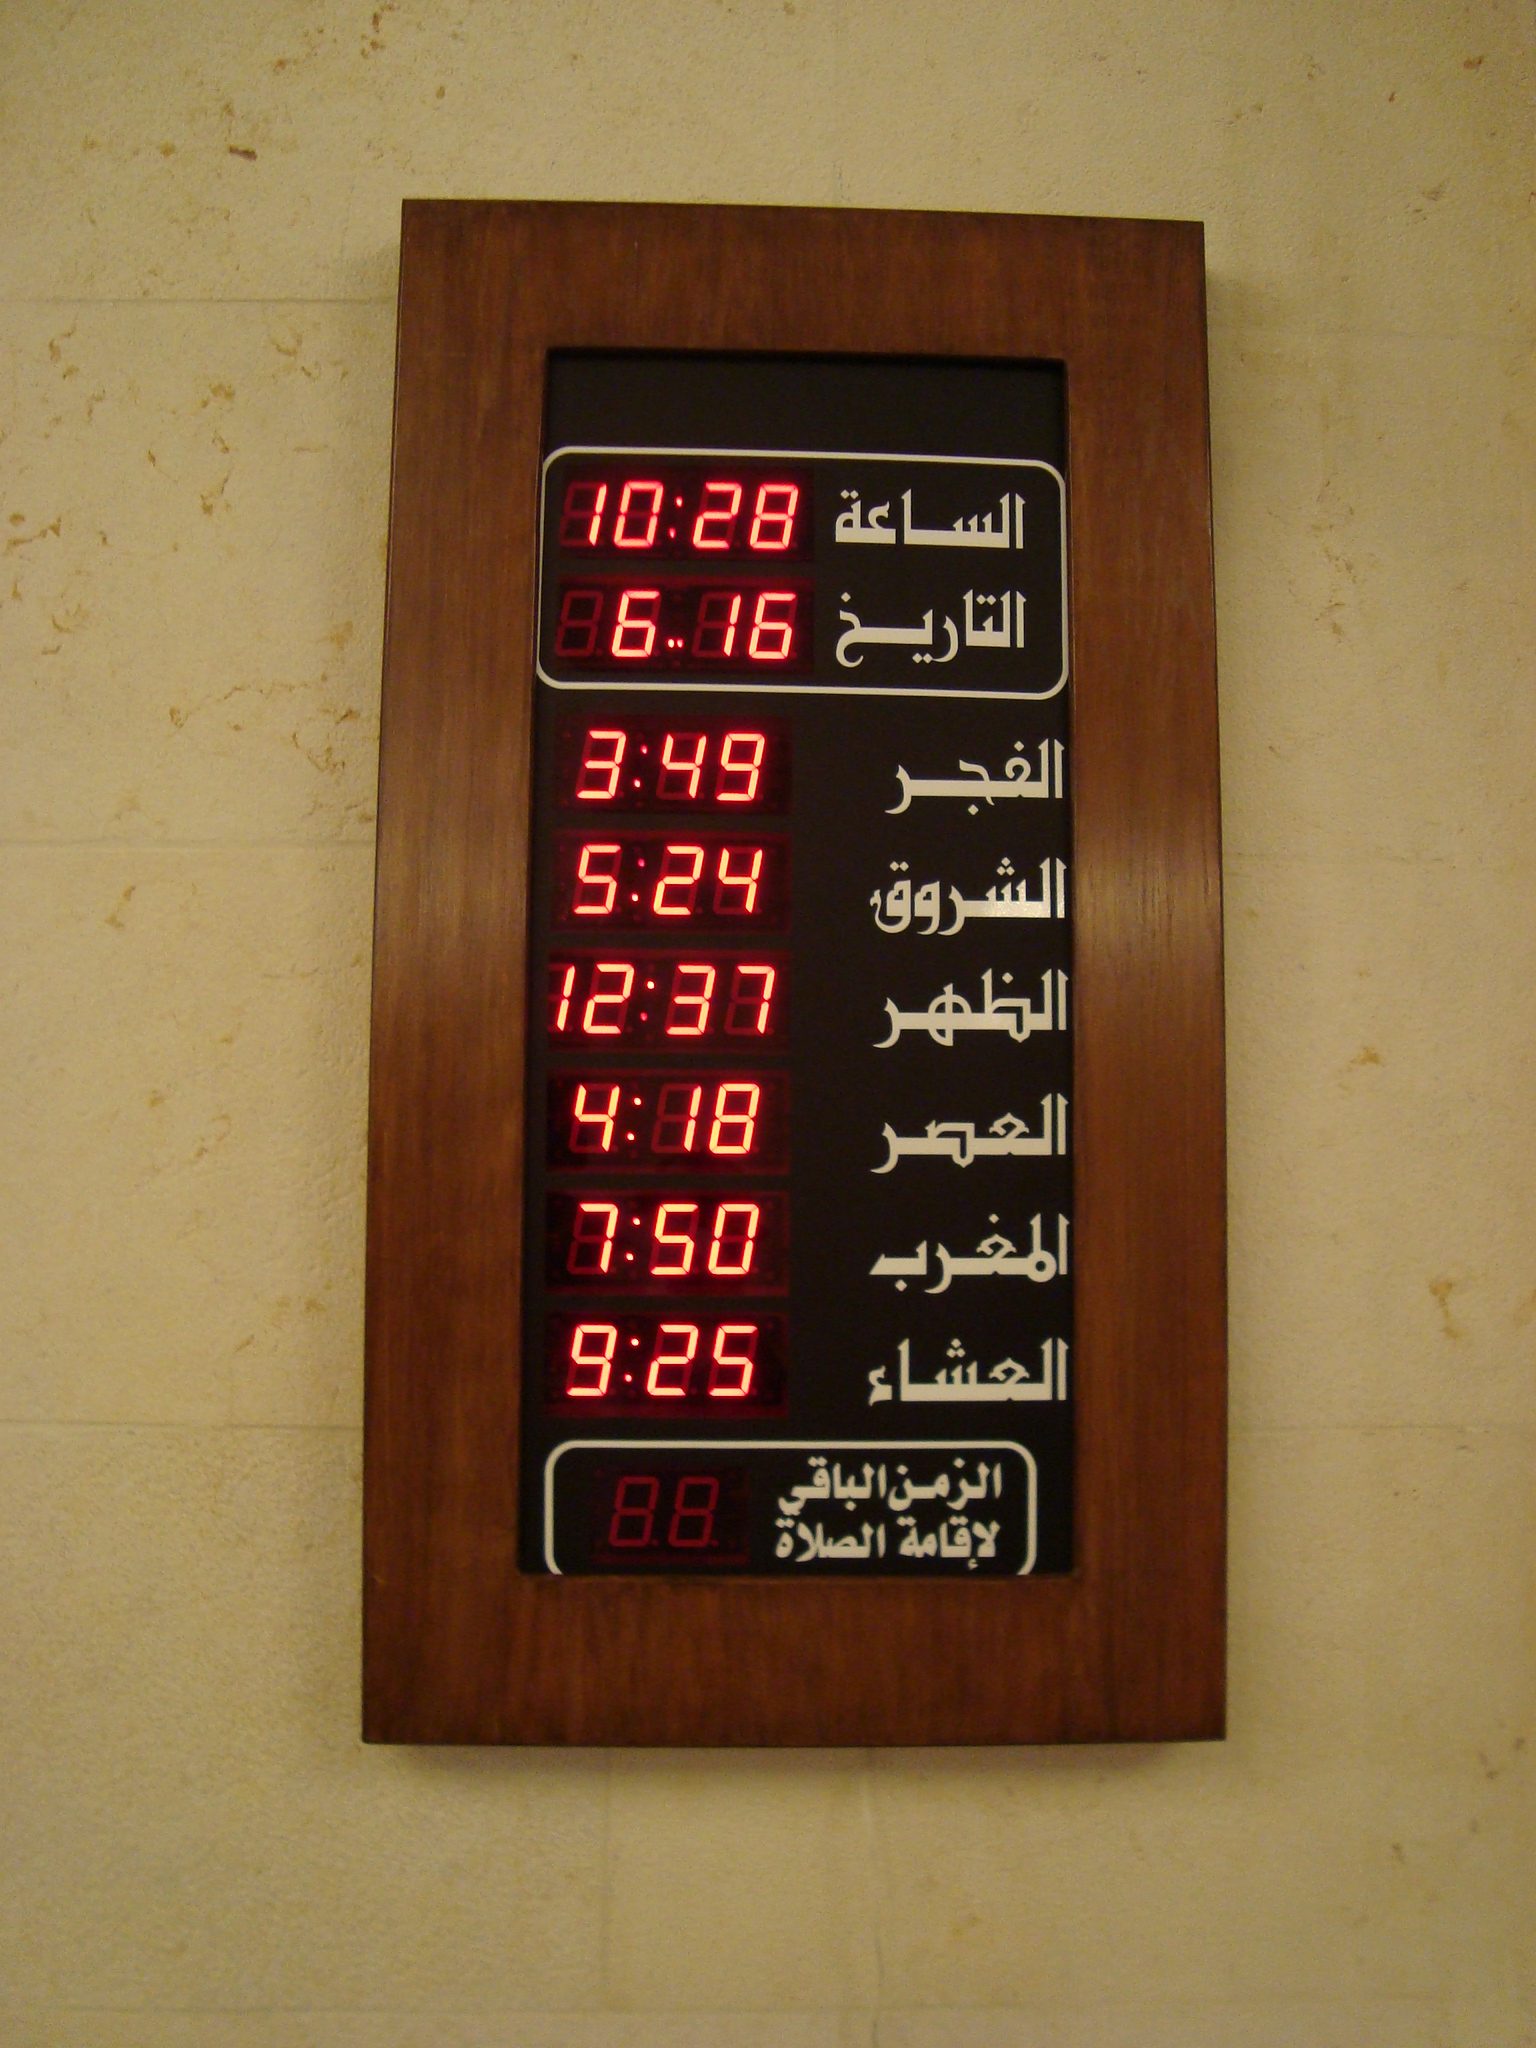 الساعة 10:28
التاريخ 6 16
الفجر 3:49
الشروق 5:24
الظهر 12:37
العصر 4:18
المغرب 7:50
العشاء 9:25
الزمن الباقي
لإقامة الصلاة